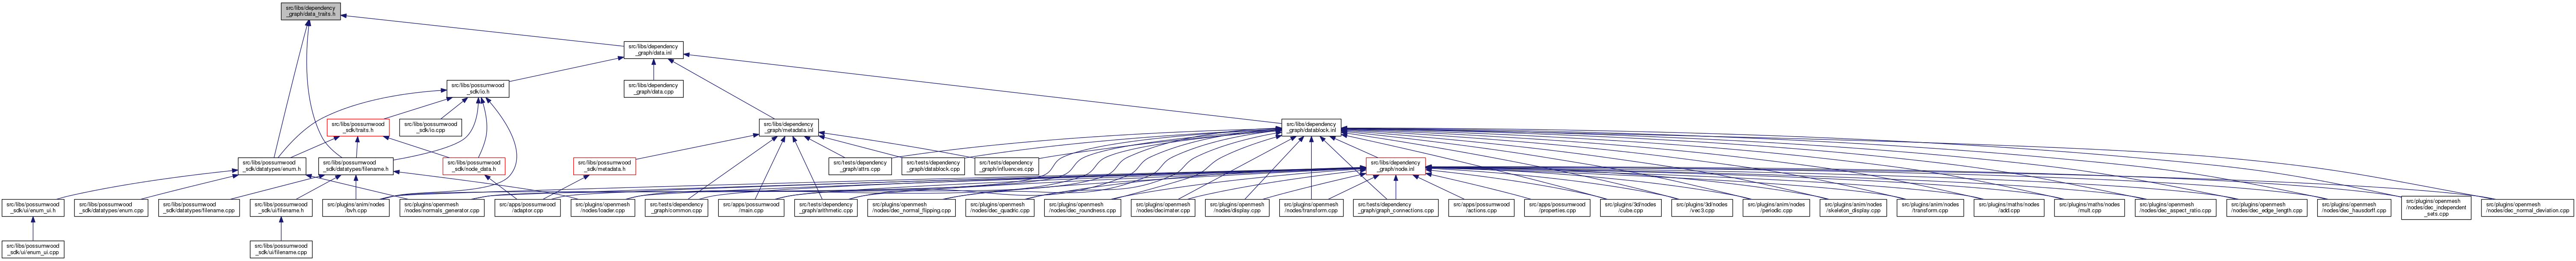 src/libs/dependency
_graph/data_traits.h
src/libs/dependency
_graph/data.inl
src/libs/possumwood
_sdk/io.h
src/libs/dependency
_graph/data.cpp
src/libs/possumwood
_sdk/traits.h
src/libs/possumwood
_sdk/io.cpp
src/libs/dependency
_graph/metadata.inl
src/libs/dependency
_graph/datablock.inl
src/libs/possumwood
_sdk/datatypes/enum.h
src/libs/possumwood
_sdk/datatypes/filename.h
src/libs/possumwood
_sdk/node_data.h
src/libs/possumwood
_sdk/metadata.h
src/tests/dependency
_graph/attrs.cpp
src/tests/dependency
_graph/datablock.cpp
src/tests/dependency
_graph/influences.cpp
src/libs/dependency
_graph/node.inl
src/libs/possumwood
_sdk/ui/enum_ui.h
src/libs/possumwood
_sdk/datatypes/enum.cpp
src/libs/possumwood
_sdk/datatypes/filename.cpp
src/libs/possumwood
_sdk/ui/filename.h
src/plugins/anim/nodes
/bvh.cpp
src/plugins/openmesh
/nodes/normals_generator.cpp
src/apps/possumwood
/adaptor.cpp
src/plugins/openmesh
/nodes/loader.cpp
src/tests/dependency
_graph/common.cpp
src/apps/possumwood
/main.cpp
src/tests/dependency
_graph/arithmetic.cpp
src/plugins/openmesh
/nodes/dec_normal_flipping.cpp
src/plugins/openmesh
/nodes/dec_quadric.cpp
src/plugins/openmesh
/nodes/dec_roundness.cpp
src/plugins/openmesh
/nodes/decimater.cpp
src/plugins/openmesh
/nodes/display.cpp
src/plugins/openmesh
/nodes/transform.cpp
src/tests/dependency
_graph/graph_connections.cpp
src/apps/possumwood
/actions.cpp
src/apps/possumwood
/properties.cpp
src/plugins/3d/nodes
/cube.cpp
src/plugins/3d/nodes
/vec3.cpp
src/plugins/anim/nodes
/periodic.cpp
src/plugins/anim/nodes
/skeleton_display.cpp
src/plugins/anim/nodes
/transform.cpp
src/plugins/maths/nodes
/add.cpp
src/plugins/maths/nodes
/mult.cpp
src/plugins/openmesh
/nodes/dec_aspect_ratio.cpp
src/plugins/openmesh
/nodes/dec_edge_length.cpp
src/plugins/openmesh
/nodes/dec_hausdorff.cpp
src/plugins/openmesh
/nodes/dec_independent
_sets.cpp
src/plugins/openmesh
/nodes/dec_normal_deviation.cpp
src/libs/possumwood
_sdk/ui/enum_ui.cpp
src/libs/possumwood
_sdk/ui/filename.cpp